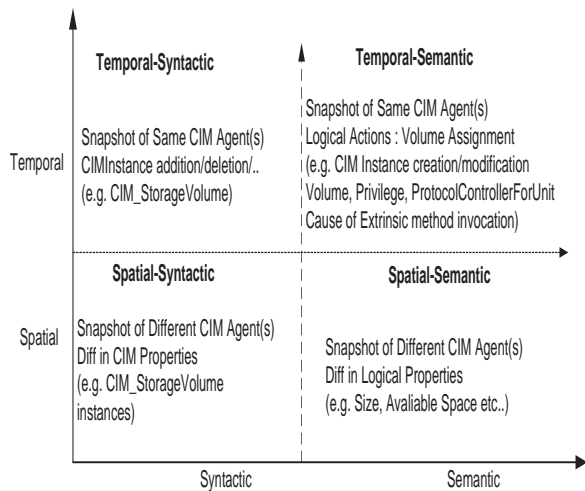 Temporal-Syntactic
Snapshot of Same CIM Agent(s)
CIMInstance addition/deletion/..
(e.g. CIM_StorageVolume)
Temporal-Semantic
Snapshot of Same CIM Agent(s)
Logical Actions : Volume Assignment
(e.g. CIM Instance creation/modification
Volume, Privilege, ProtocolControllerForUnit
Cause of Extrinsic method invocation)
Temporal
Spatial-Syntactic
Snapshot of Different CIM Agent(s)
Diff in CIM Properties
(e.g. CIM_StorageVolume
instances)
Spatial-Semantic
Snapshot of Different CIM Agent(s)
Diff in Logical Properties
(e.g. Size, Avaliable Space etc..)
Spatial
Syntactic
Semantic